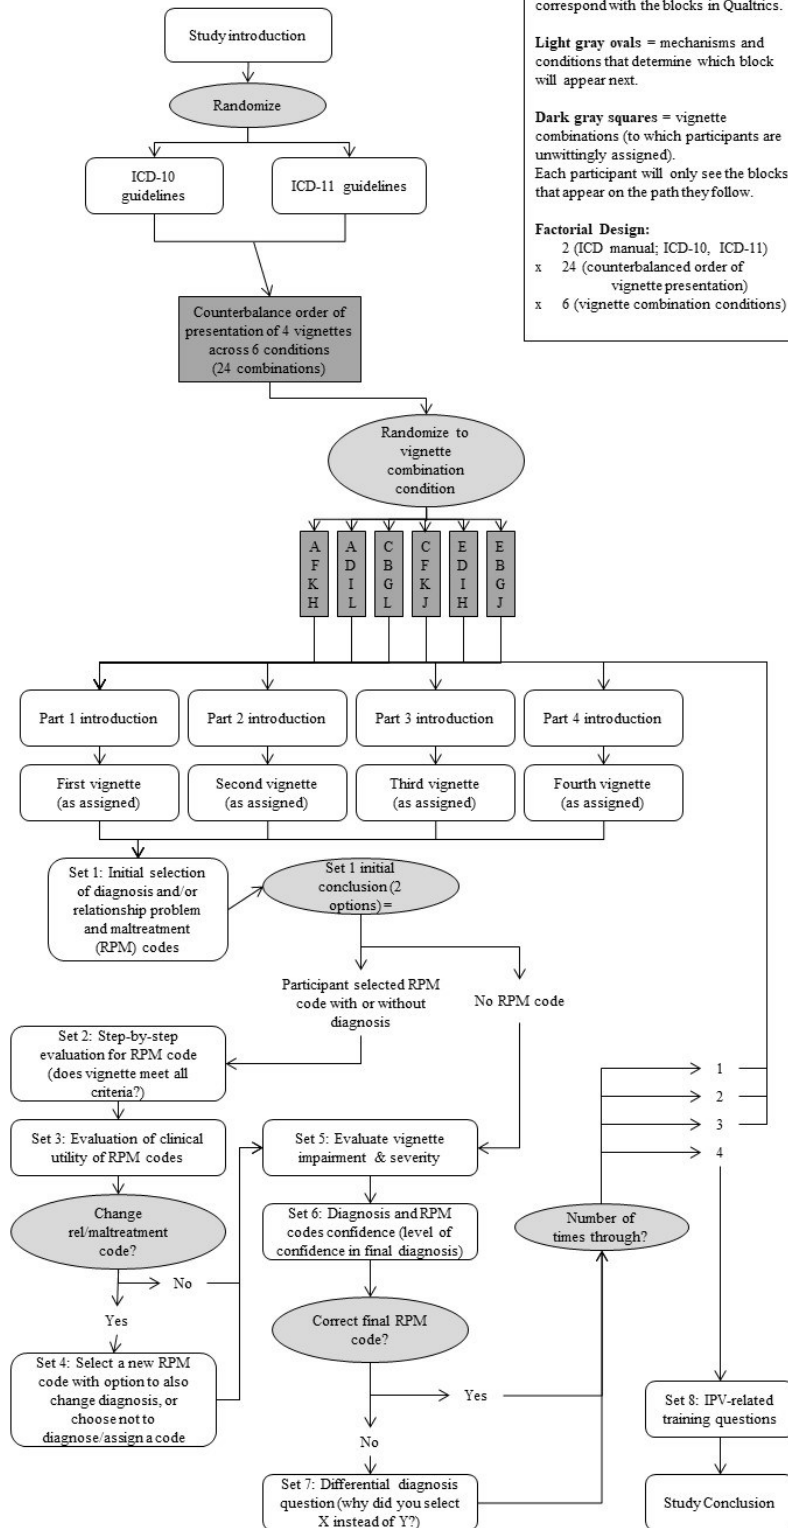 Study introduction
Randomize
ICD-10
guidelines
ICD-11 guidelines
correspond with the blocks in Qualtrics.
Light gray ovals = mechanisms and
conditions that determine which block
will appear next.
Dark gray squares = vignette
combinations (to which participants are
unwittingly assigned).
Each participant will only see the blocks
that appear on the path they follow.
Factorial Design:
2 (ICD manual; ICD-10, ICD-11)
x 24 (counterbalanced order of
vignette presentation)
x 6 (vignette combination conditions)
Counterbalance order of
presentation of 4 vignettes
across 6 conditions
(24 combinations)
Randomize to
vignette
combination
condition
A
F
K
H
A
D
I
L
C
B
G
L
C
F
K
J
E
D
I
H
E
B
G
J
Part 1 introduction
Part 2 introduction
Part 3 introduction
Part 4 introduction
First vignette
(as assigned)
Second vignette
(as assigned)
Third vignette
(as assigned)
Fourth vignette
(as assigned)
Set 1: Initial selection
of diagnosis and/or
relationship problem
and maltreatment
(RPM) codes
Set 1 initial
conclusion (2
options) =
Participant selected RPM
code with or without
diagnosis
No RPM code
Set 2: Step-by-step
evaluation for RPM code
(does vignette meet all
criteria?)
Set 3: Evaluation of clinical
utility of RPM codes
Change
rel/maltreatment
code?
No
Yes
Set 4: Select a new RPM
code with option to also
change diagnosis, or
choose not to
diagnose/assign a code
Set 5: Evaluate vignette
impairment & severity
Set 6: Diagnosis and RPM
codes confidence (level of
confidence in final diagnosis)
Correct final RPM
code?
Yes
No
Set 7: Differential diagnosis
question (why did you select
X instead of Y?)
Number of
times through?
1
2
3
4
Set 8: IPV-related
training questions
Study Conclusion